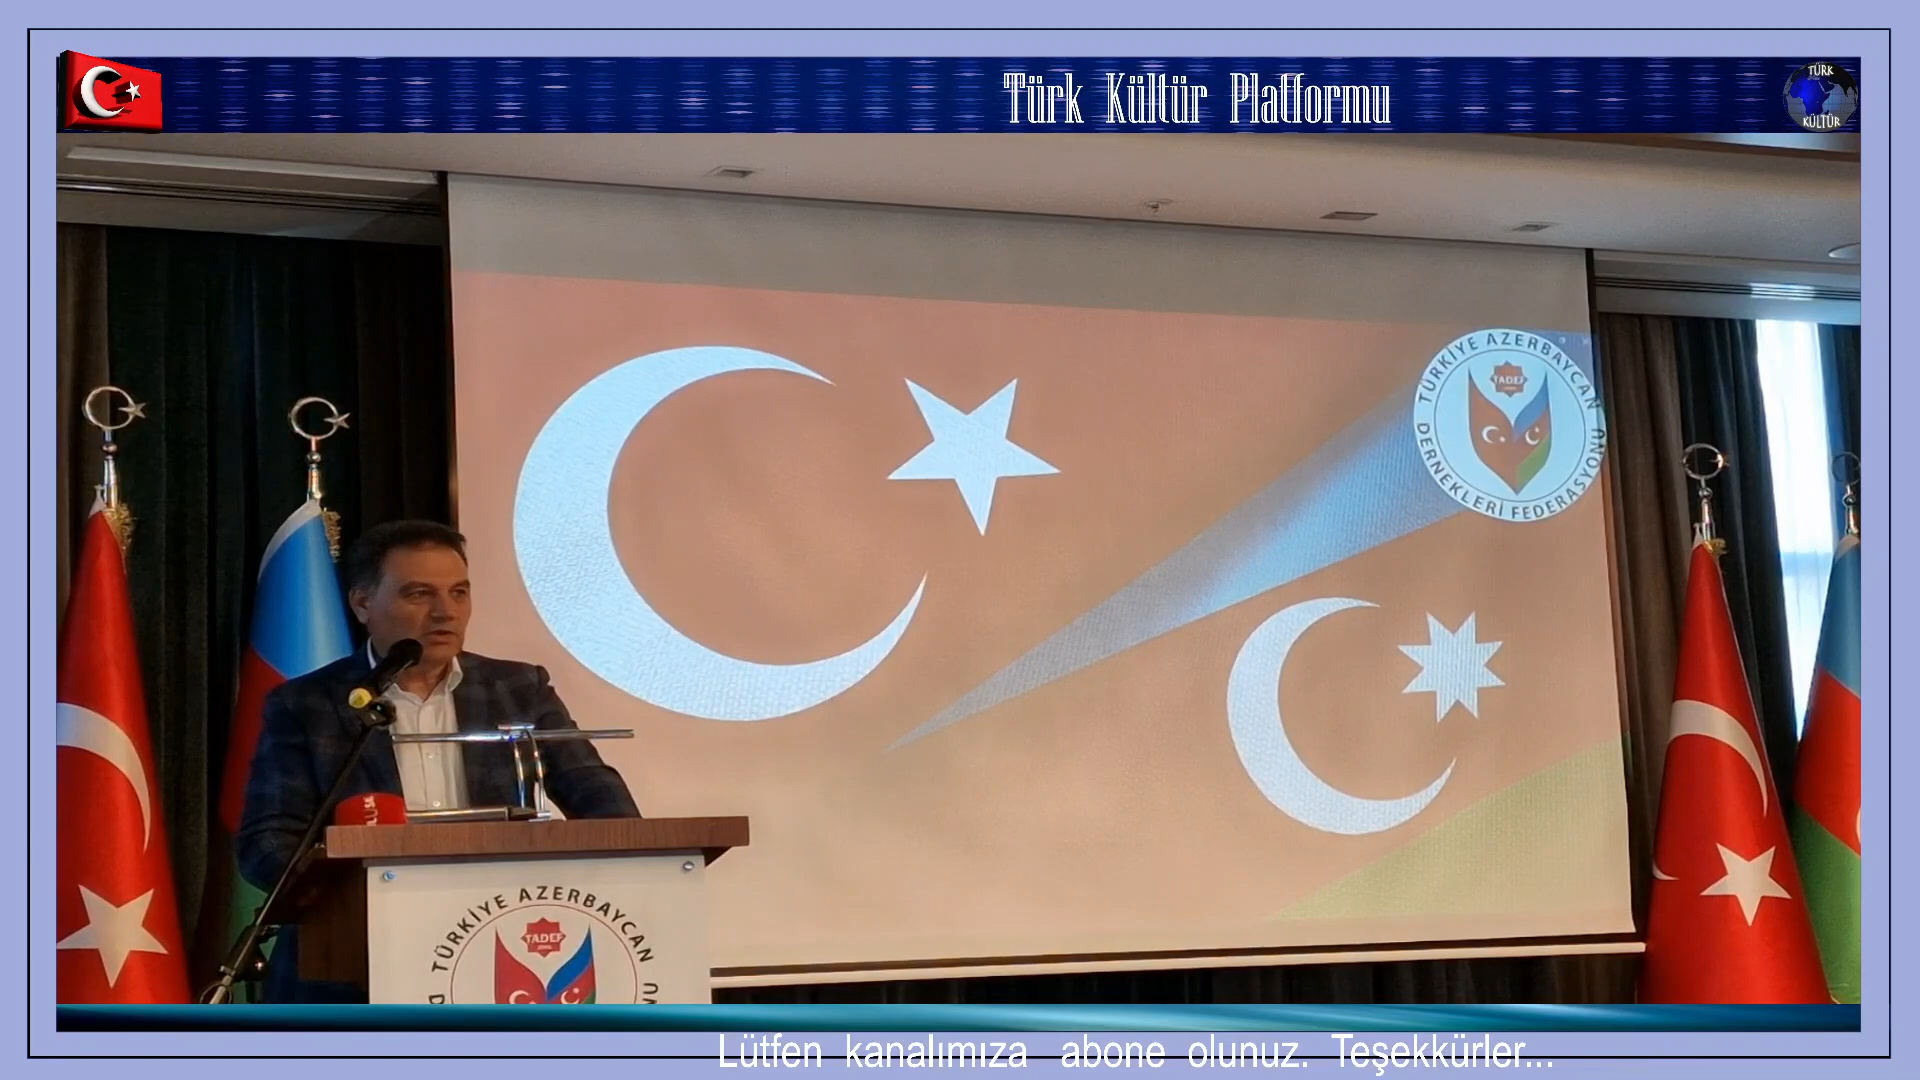 Türk Kültür Platformu
TÜRK
KÜLTÜR
TÜRKİYE AZERBAYCAN
DERNEKLERİ FEDERASYONU
TADEF
TÜRKİYE AZERBAYCAN
TADEF
Lütfen kanalımıza abone olunuz. Teşekkürler...